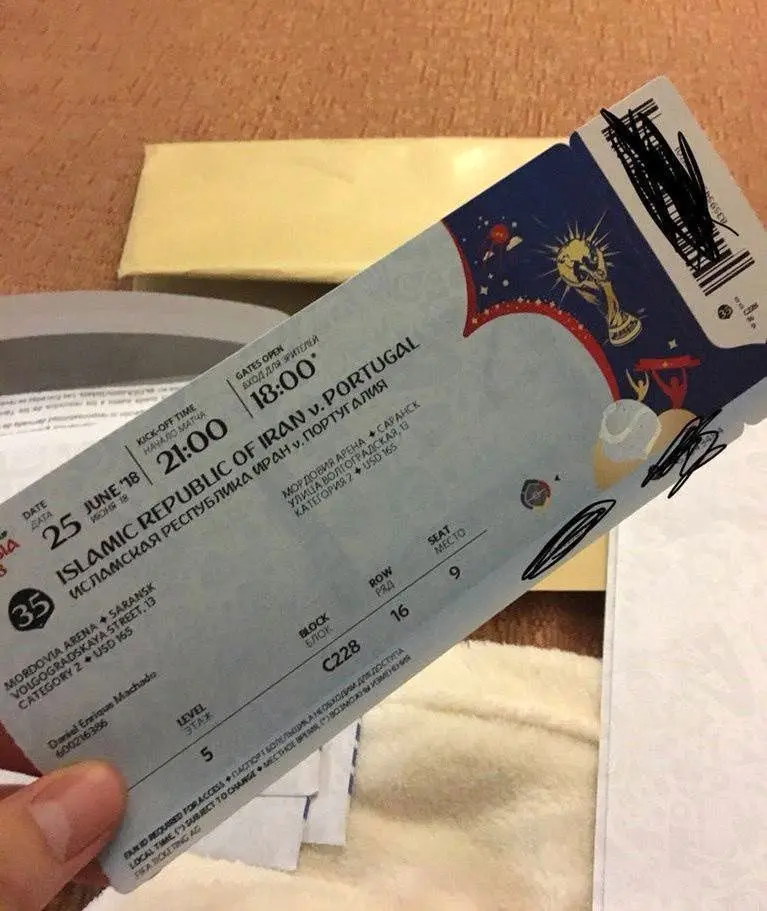 DATE
ДАТА
25 JUNE '18
ИЮНЯ 18
KICK-OFF TIME
НАЧАЛО МАТЧА
21:00
GATES OPEN
ВХОД ДЛЯ ЗРИТЕЛЕЙ
18:00*
35
ISLAMIC REPUBLIC OF IRAN v. PORTUGAL
ИСЛАМСКАЯ РЕСПУБЛИКА ИРАН v. ПОРТУГАЛИЯ
MORDOVIA ARENA ✦ SARANSK
VOLGOGRADSKAYA STREET, 13
CATEGORY 2 ✦ USD 165
МОРДОВИЯ АРЕНА ✦ САРАНСК
УЛИЦА ВОЛГОГРАДСКАЯ, 13
КАТЕГОРИЯ 2 ✦ USD 165
Daniel Enrique Machado
600216386
LEVEL
ЭТАЖ
5
BLOCK
БЛОК
C228
ROW
РЯД
16
SEAT
МЕСТО
9
FAN ID REQUIRED FOR ACCESS ✦ ПАСПОРТ БОЛЕЛЬЩИКА НЕОБХОДИМ ДЛЯ ДОСТУПА
LOCAL TIME, (*) SUBJECT TO CHANGE ✦ МЕСТНОЕ ВРЕМЯ, (*) ВОЗМОЖНЫ ИЗМЕНЕНИЯ
FIFA TICKETING AG
35
C228